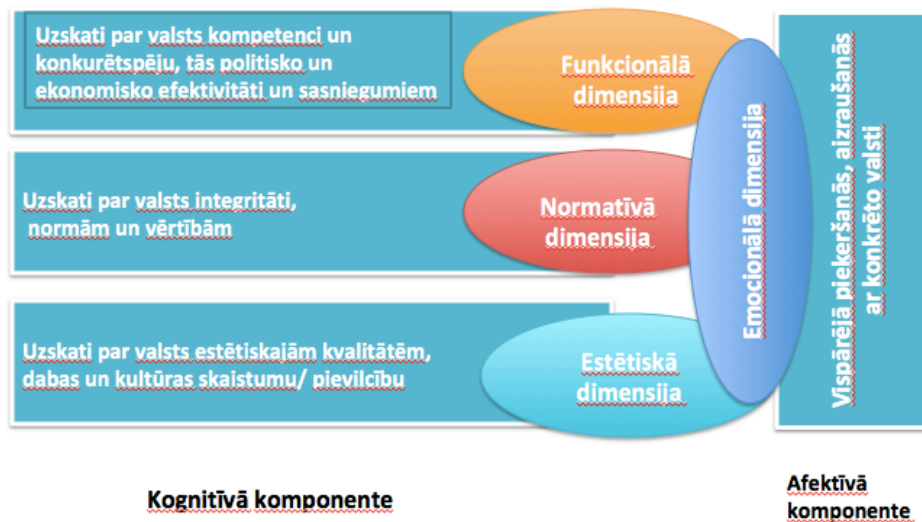 Uzskati par valsts kompetenci un
konkurētspēju, tās politisko un
ekonomisko efektivitāti un sasniegumiem
Funkcionālā
dimensija
Uzskati par valsts integritāti,
normām un vērtībām
Normatīvā
dimensija
Uzskati par valsts estētiskajām kvalitātēm,
dabas un kultūras skaistumu/ pievilcību
Estētiskā
dimensija
Emocionālā dimensija
Vispārējā pieķeršanās, aizraušanās
ar konkrēto valsti
Kognitīvā komponente
Afektīvā
komponente